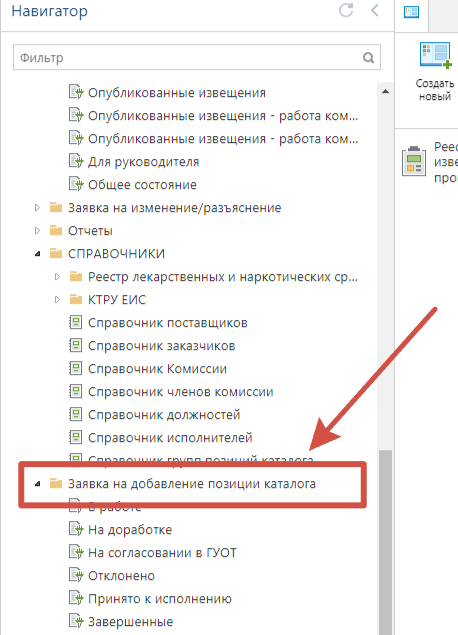 Навигатор
Фильтр
Опубликованные извещения
Опубликованные извещения - работа ком...
Опубликованные извещения - работа ком...
Для руководителя
Общее состояние
Заявка на изменение/разъяснение
Отчеты
СПРАВОЧНИКИ
Реестр лекарственных и наркотических ср...
КТРУ ЕИС
Справочник поставщиков
Справочник заказчиков
Справочник Комиссии
Справочник членов комиссии
Справочник должностей
Справочник исполнителей
Справочник групп позиций каталога
Заявка на добавление позиции каталога
В работе
На доработке
На согласовании в ГУОТ
Отклонено
Принято к исполнению
Завершенные
Создать
новый
Реес
изве
про